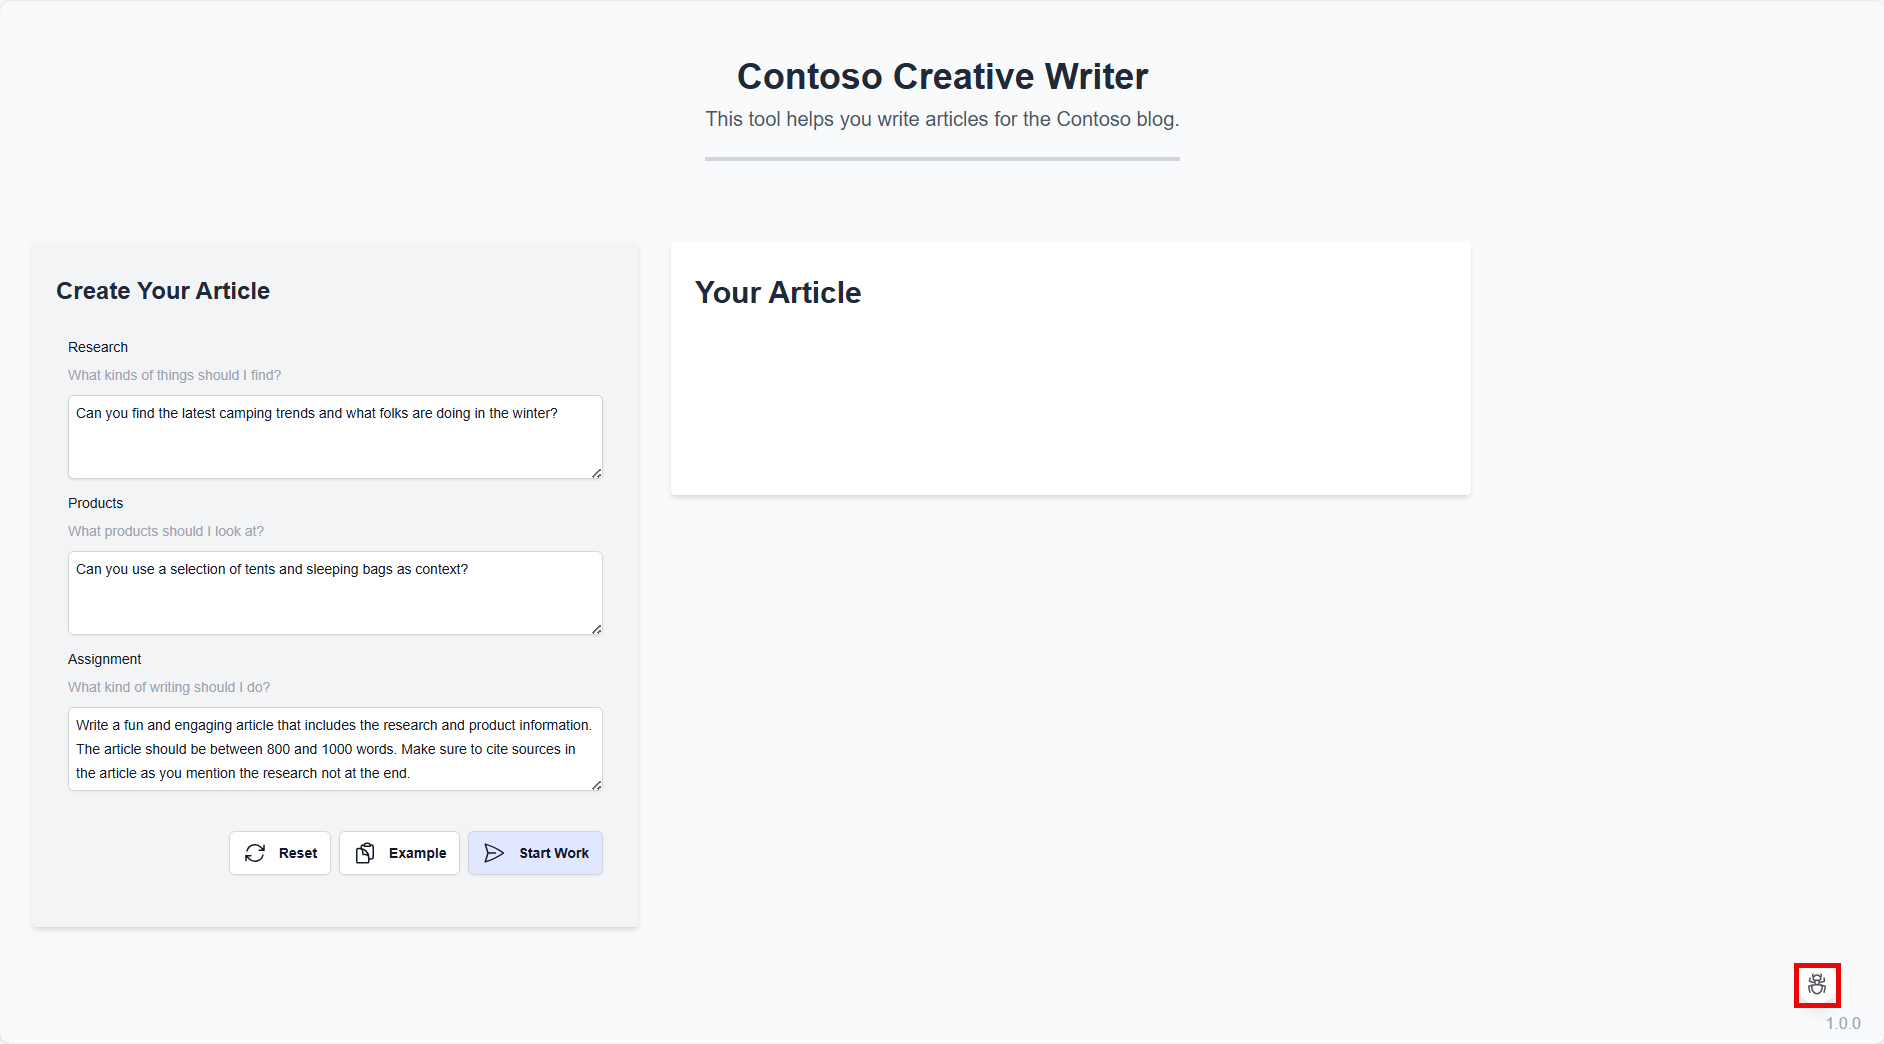 Contoso Creative Writer
This tool helps you write articles for the Contoso blog.
Create Your Article
Research
What kinds of things should I find?
Can you find the latest camping trends and what folks are doing in the winter?
Products
What products should I look at?
Can you use a selection of tents and sleeping bags as context?
Assignment
What kind of writing should I do?
Write a fun and engaging article that includes the research and product information.
The article should be between 800 and 1000 words. Make sure to cite sources in
the article as you mention the research not at the end.
Reset
Example
Start Work
Your Article
1.0.0